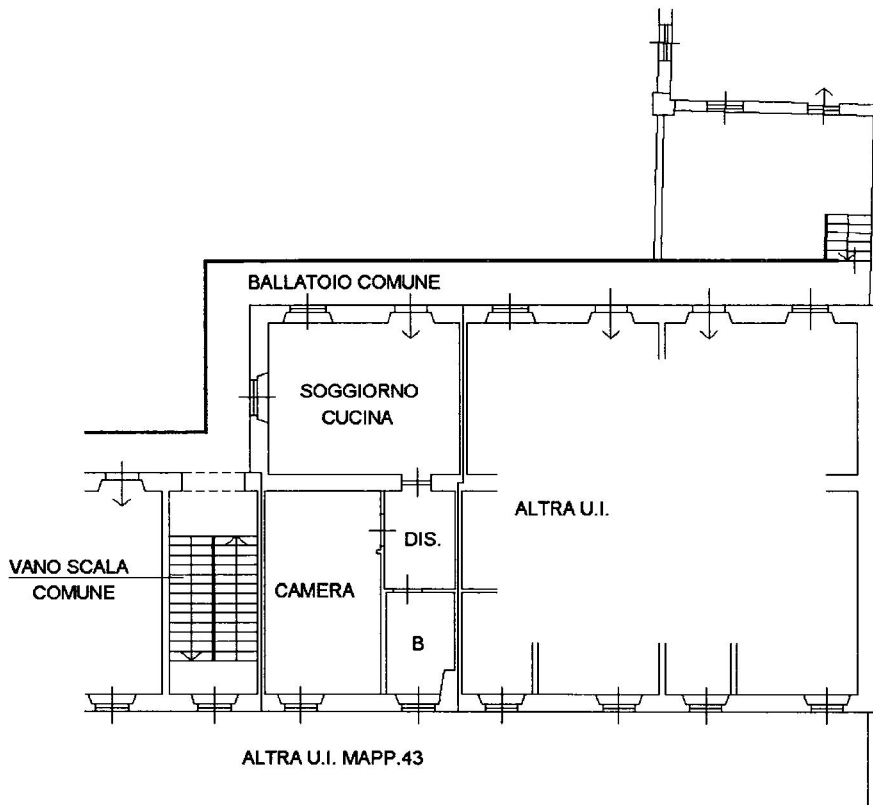 BALLATOIO COMUNE
SOGGIORNO
CUCINA
ALTRA U.I.
DIS.
VANO SCALA
COMUNE
CAMERA
B
ALTRA U.I. MAPP.43